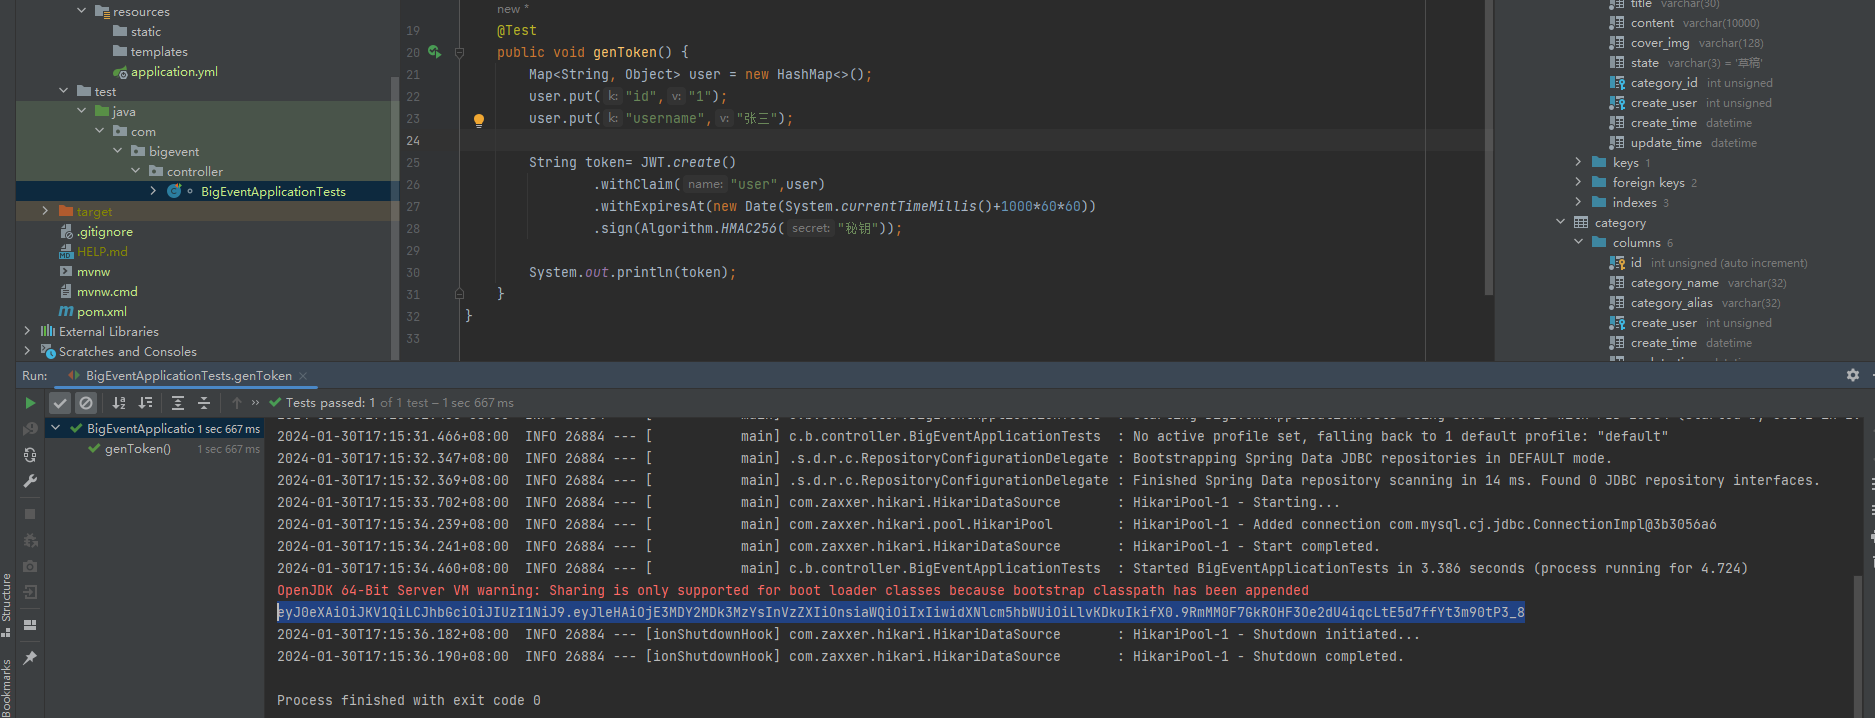 resources
static
templates
application.yml
test
java
com
bigevent
controller
BigEventApplicationTests
target
.gitignore
HELP.md
mvnw
mvnw.cmd
pom.xml
External Libraries
Scratches and Consoles
new *
19 @Test
20 public void genToken() {
21 Map<String, Object> user = new HashMap<>();
22 user.put( k: "id", v: "1");
23 user.put( k: "username", v: "张三");
24
25 String token= JWT.create()
26 .withClaim( name: "user",user)
27 .withExpiresAt(new Date(System.currentTimeMillis()+1000*60*60))
28 .sign(Algorithm.HMAC256( secret: "秘钥"));
29
30 System.out.println(token);
31 }
32 }
33
title varchar(30)
content varchar(10000)
cover_img varchar(128)
state varchar(3) = '草稿'
category_id int unsigned
create_user int unsigned
create_time datetime
update_time datetime
keys 1
foreign keys 2
indexes 3
category
columns 6
id int unsigned (auto increment)
category_name varchar(32)
category_alias varchar(32)
create_user int unsigned
create_time datetime
Run: BigEventApplicationTests.genToken ×
» Tests passed: 1 of 1 test – 1 sec 667 ms
BigEventApplicatio 1 sec 667 ms
genToken() 1 sec 667 ms
2024-01-30T17:15:31.466+08:00 INFO 26884 --- [ main] c.b.controller.BigEventApplicationTests : No active profile set, falling back to 1 default profile: "default"
2024-01-30T17:15:32.347+08:00 INFO 26884 --- [ main] .s.d.r.c.RepositoryConfigurationDelegate : Bootstrapping Spring Data JDBC repositories in DEFAULT mode.
2024-01-30T17:15:32.369+08:00 INFO 26884 --- [ main] .s.d.r.c.RepositoryConfigurationDelegate : Finished Spring Data repository scanning in 14 ms. Found 0 JDBC repository interfaces.
2024-01-30T17:15:33.702+08:00 INFO 26884 --- [ main] com.zaxxer.hikari.HikariDataSource : HikariPool-1 - Starting...
2024-01-30T17:15:34.239+08:00 INFO 26884 --- [ main] com.zaxxer.hikari.pool.HikariPool : HikariPool-1 - Added connection com.mysql.cj.jdbc.ConnectionImpl@3b3056a6
2024-01-30T17:15:34.241+08:00 INFO 26884 --- [ main] com.zaxxer.hikari.HikariDataSource : HikariPool-1 - Start completed.
2024-01-30T17:15:34.460+08:00 INFO 26884 --- [ main] c.b.controller.BigEventApplicationTests : Started BigEventApplicationTests in 3.386 seconds (process running for 4.724)
OpenJDK 64-Bit Server VM warning: Sharing is only supported for boot loader classes because bootstrap classpath has been appended
eyJ0eXAiOiJKV1QiLCJhbGciOiJIUzI1NiJ9.eyJleHAiOjE3MDY2MDk3MzYsInVzZXIiOnsiaWQiOiIxIiwidXNlcm5hbWUiOiLlvKDkuIkifX0.9RmMM0F7GkROHF3Oe2dU4iqcLtE5d7ffYt3m90tP3_8
2024-01-30T17:15:36.182+08:00 INFO 26884 --- [ionShutdownHook] com.zaxxer.hikari.HikariDataSource : HikariPool-1 - Shutdown initiated...
2024-01-30T17:15:36.190+08:00 INFO 26884 --- [ionShutdownHook] com.zaxxer.hikari.HikariDataSource : HikariPool-1 - Shutdown completed.
Process finished with exit code 0
Structure
Bookmarks